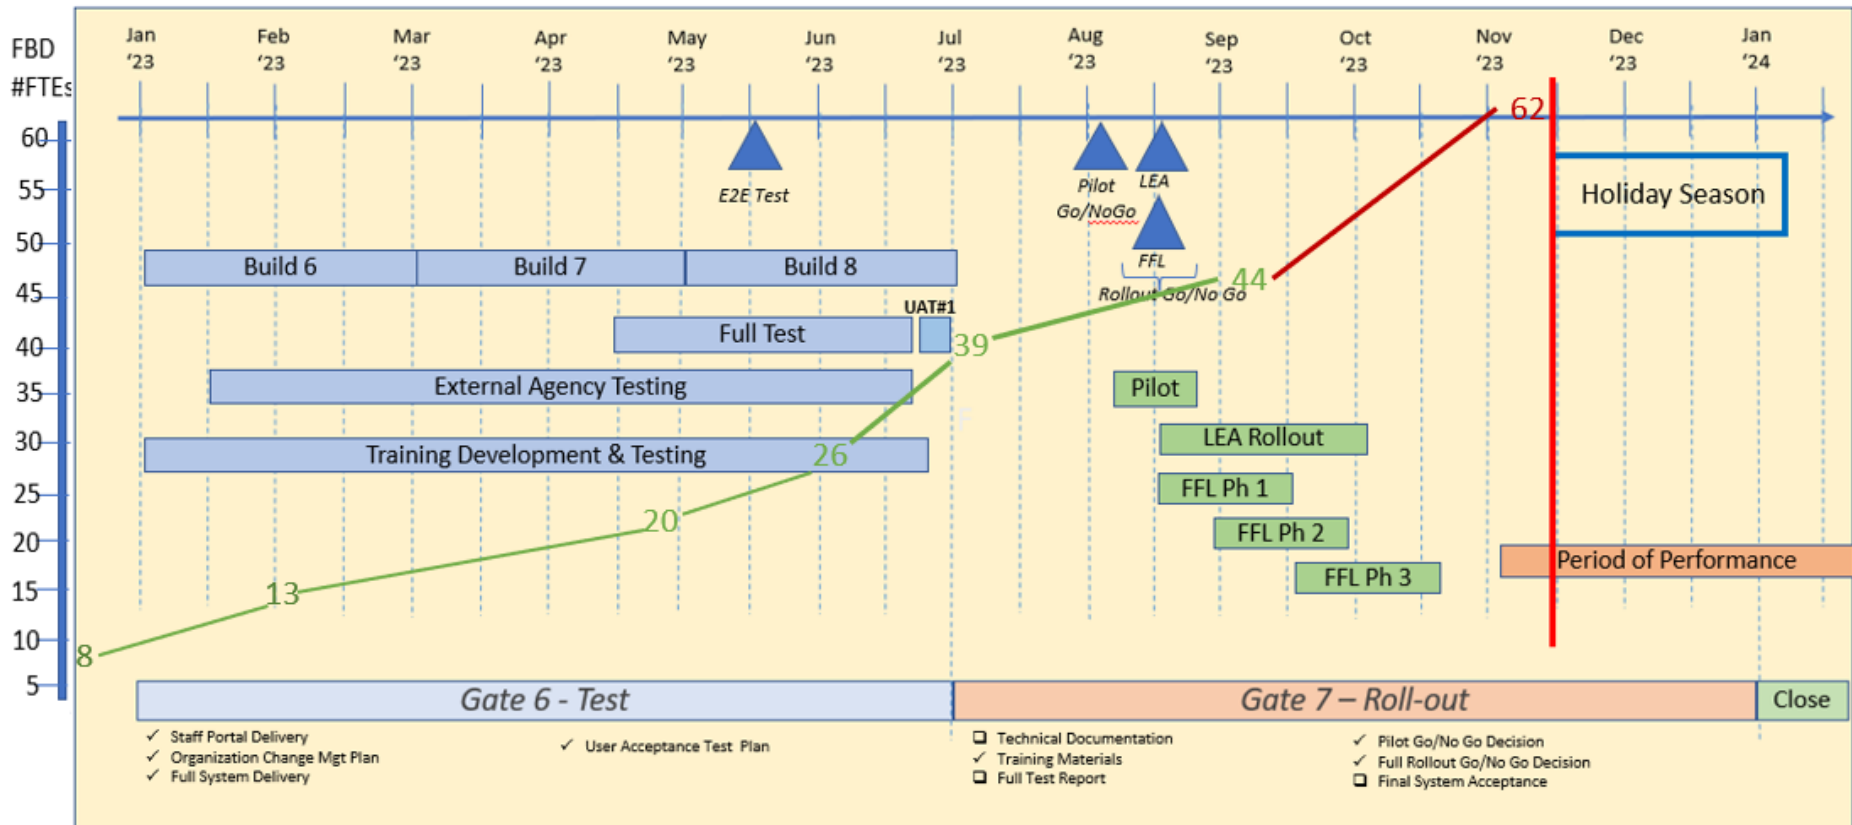 Jan Feb Mar Apr May Jun Jul Aug Sep Oct Nov Dec Jan
‘23 ‘23 ‘23 ‘23 ‘23 ‘23 ‘23 ‘23 ‘23 ‘23 ‘23 ‘23 ‘24
FBD
#FTEs
62
60
55
50
45
40
35
30
25
20
15
10
5
E2E Test
Pilot
Go/NoGo
LEA
FFL
Rollout Go/No Go
Holiday Season
Build 6 Build 7 Build 8
44
UAT#1
Full Test
39
External Agency Testing
Pilot
Training Development & Testing
26
LEA Rollout
FFL Ph 1
20
FFL Ph 2
Period of Performance
FFL Ph 3
13
8
Gate 6 - Test
Gate 7 – Roll-out
Close
✓ Staff Portal Delivery
✓ Organization Change Mgt Plan
✓ Full System Delivery
✓ User Acceptance Test Plan
❑ Technical Documentation
✓ Training Materials
❑ Full Test Report
✓ Pilot Go/No Go Decision
✓ Full Rollout Go/No Go Decision
❑ Final System Acceptance